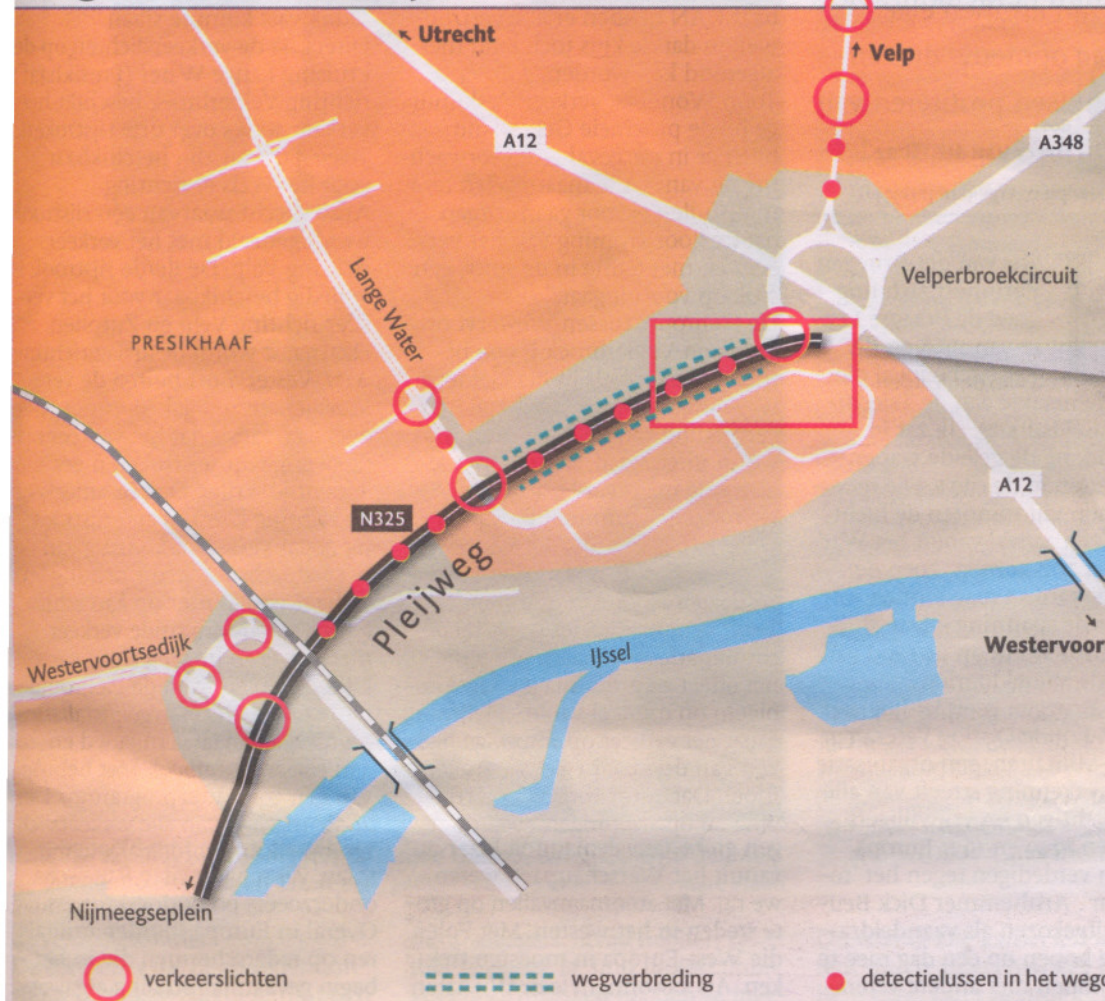 Utrecht
Velp
A12
A348
Velperbroekcircuit
Lange Water
PRESIKHAAF
A12
N325
Pleijweg
Westervoor
Westervoortsedijk
IJssel
Nijmeegseplein
verkeerslichten
wegverbreding
detectielussen in het wegd